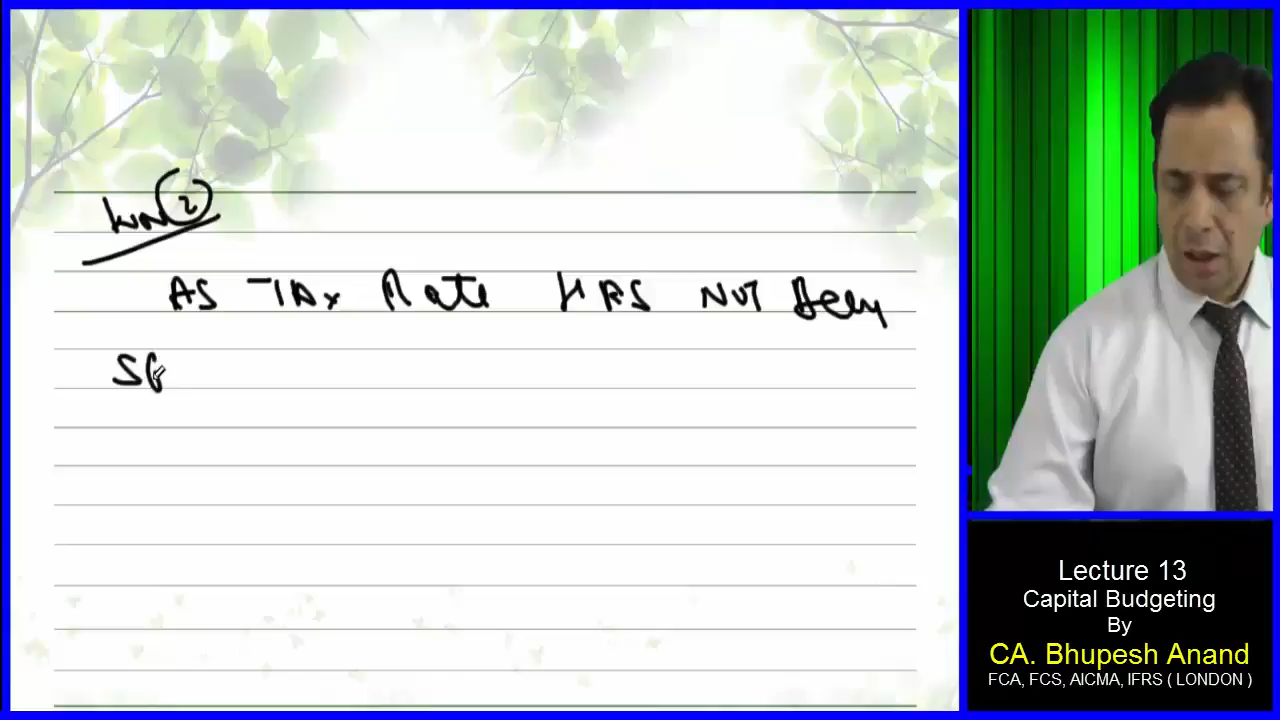 WN (2)
AS TAx Rate HAS NOT Been
SP
Lecture 13
Capital Budgeting
By
CA. Bhupesh Anand
FCA, FCS, AICMA, IFRS ( LONDON )